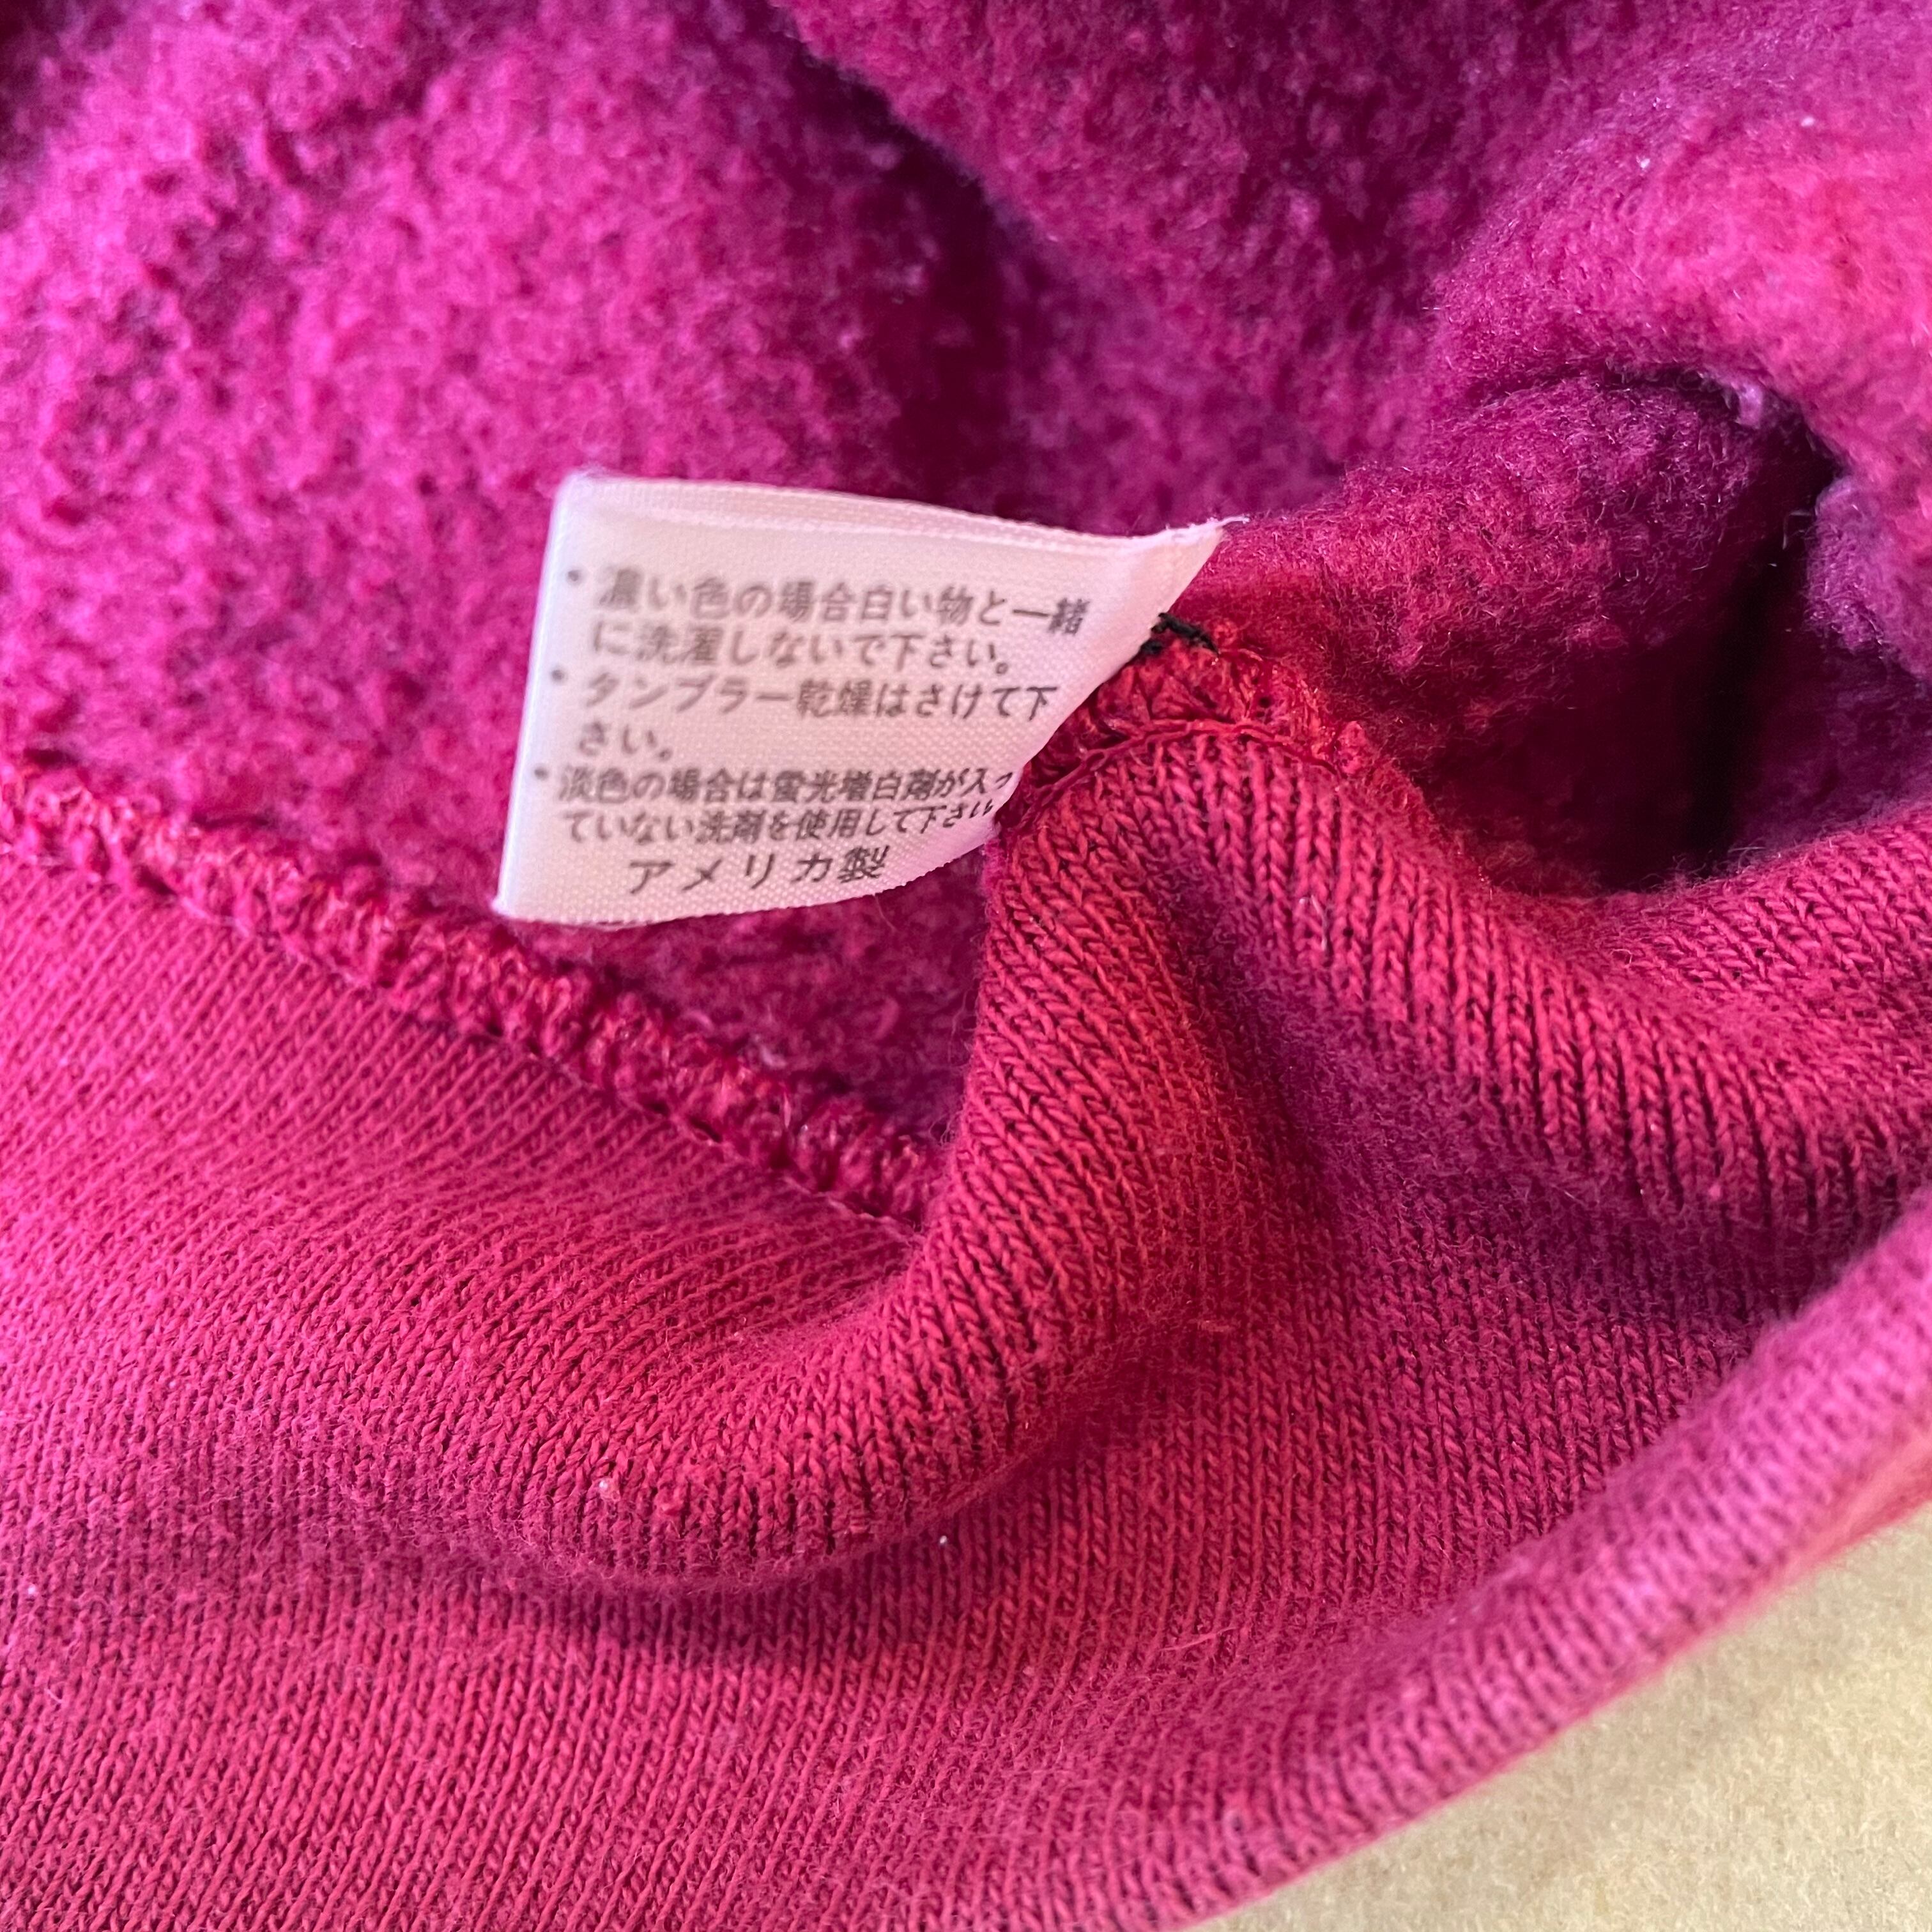 ・濃い色の場合白い物と一緒
に洗濯しないで下さい。
・タンブラー乾燥はさけて下
さい。
・淡色の場合は蛍光増白剤が入っ
ていない洗剤を使用して下さい
アメリカ製